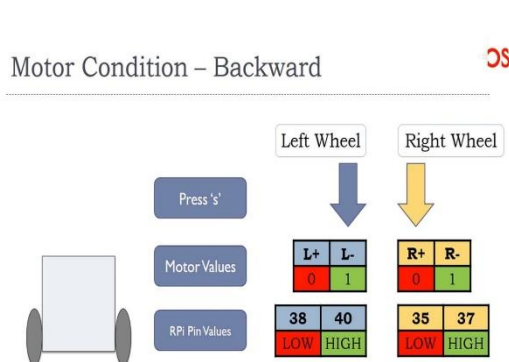 Motor Condition – Backward
Left Wheel Right Wheel
Press 's'
Motor Values L+ L- R+ R-
0 1 0 1
RPi Pin Values 38 40 35 37
LOW HIGH LOW HIGH